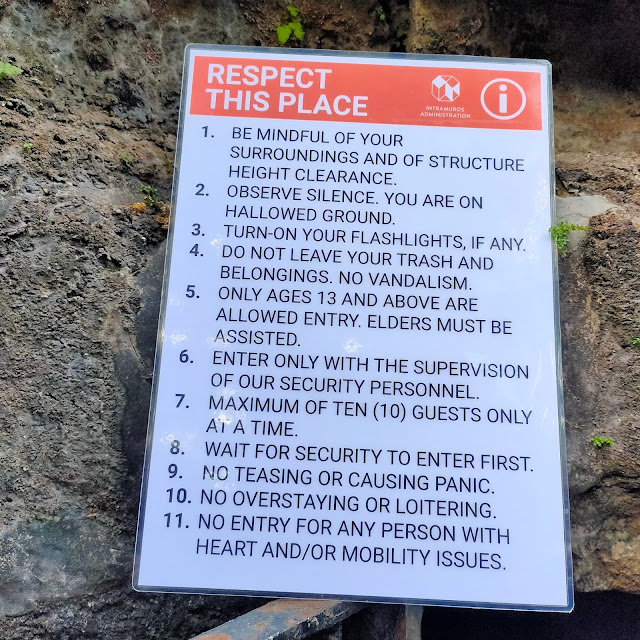 RESPECT
THIS PLACE
INTRAMUROS
ADMINISTRATION
i
1. BE MINDFUL OF YOUR
SURROUNDINGS AND OF STRUCTURE
HEIGHT CLEARANCE.
2. OBSERVE SILENCE. YOU ARE ON
HALLOWED GROUND.
3. TURN-ON YOUR FLASHLIGHTS, IF ANY.
4. DO NOT LEAVE YOUR TRASH AND
BELONGINGS. NO VANDALISM.
5. ONLY AGES 13 AND ABOVE ARE
ALLOWED ENTRY. ELDERS MUST BE
ASSISTED.
6. ENTER ONLY WITH THE SUPERVISION
OF OUR SECURITY PERSONNEL.
7. MAXIMUM OF TEN (10) GUESTS ONLY
AT A TIME.
8. WAIT FOR SECURITY TO ENTER FIRST.
9. NO TEASING OR CAUSING PANIC.
10. NO OVERSTAYING OR LOITERING.
11. NO ENTRY FOR ANY PERSON WITH
HEART AND/OR MOBILITY ISSUES.